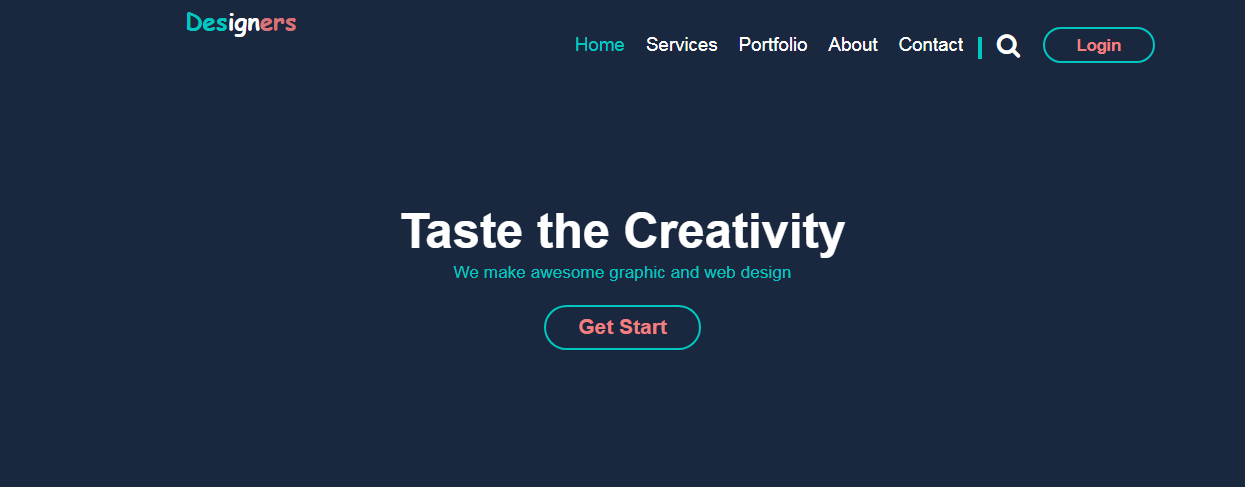 Designers
Home Services Portfolio About Contact Login
Taste the Creativity
We make awesome graphic and web design
Get Start